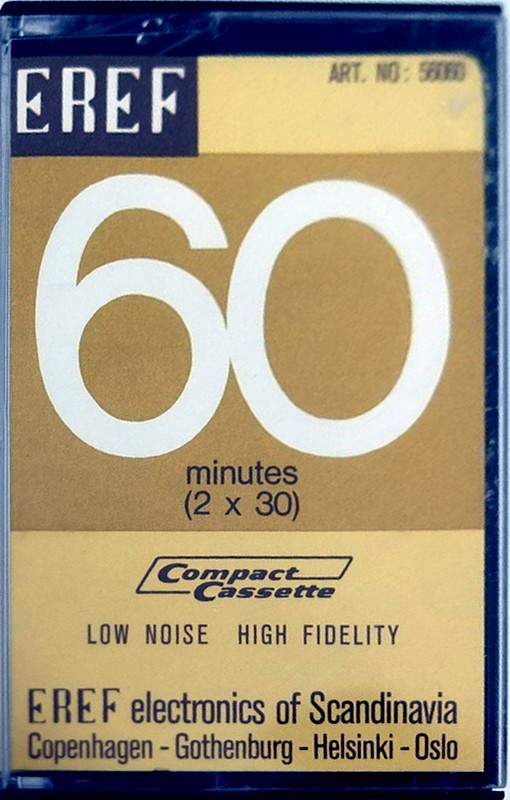 EREF
ART. NO: 56060
60
minutes
(2 x 30)
Compact
Cassette
LOW NOISE HIGH FIDELITY
EREF electronics of Scandinavia
Copenhagen - Gothenburg - Helsinki - Oslo